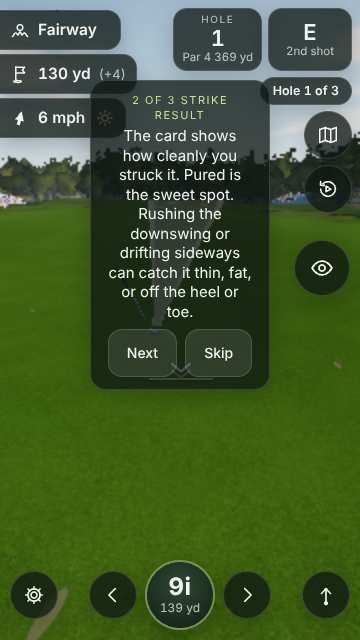 Fairway
HOLE
1
Par 4 369 yd
E
2nd shot
130 yd (+4)
Hole 1 of 3
6 mph
2 OF 3 STRIKE
RESULT
The card shows
how cleanly you
struck it. Pured is
the sweet spot.
Rushing the
downswing or
drifting sideways
can catch it thin, fat,
or off the heel or
toe.
Next
Skip
9i
139 yd